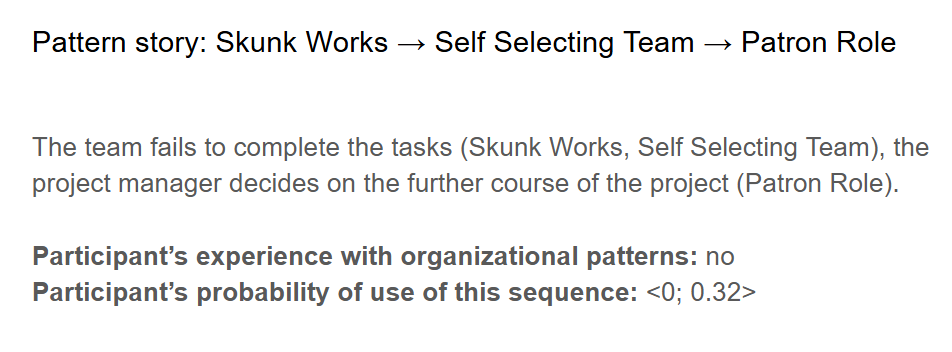 Pattern story: Skunk Works → Self Selecting Team → Patron Role
The team fails to complete the tasks (Skunk Works, Self Selecting Team), the
project manager decides on the further course of the project (Patron Role).
Participant’s experience with organizational patterns: no
Participant’s probability of use of this sequence: <0; 0.32>